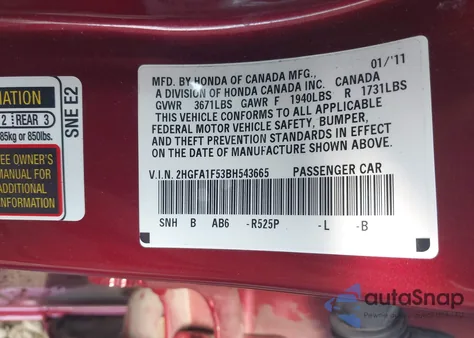 01/'11
MFD. BY HONDA OF CANADA MFG.,
A DIVISION OF HONDA CANADA INC. CANADA
GVWR 3671LBS GAWR F 1940LBS R 1731LBS
THIS VEHICLE CONFORMS TO ALL APPLICABLE
FEDERAL MOTOR VEHICLE SAFETY, BUMPER,
AND THEFT PREVENTION STANDARDS IN EFFECT
ON THE DATE OF MANUFACTURE SHOWN ABOVE.
V.I.N. 2HGFA1F53BH543665 PASSENGER CAR
SNH B AB6 -R525P -L -B
MATION
2 REAR 3
85kg or 850lbs.
EE OWNER'S
MANUAL FOR
ADDITIONAL
INFORMATION
SNE E2
autoSnap